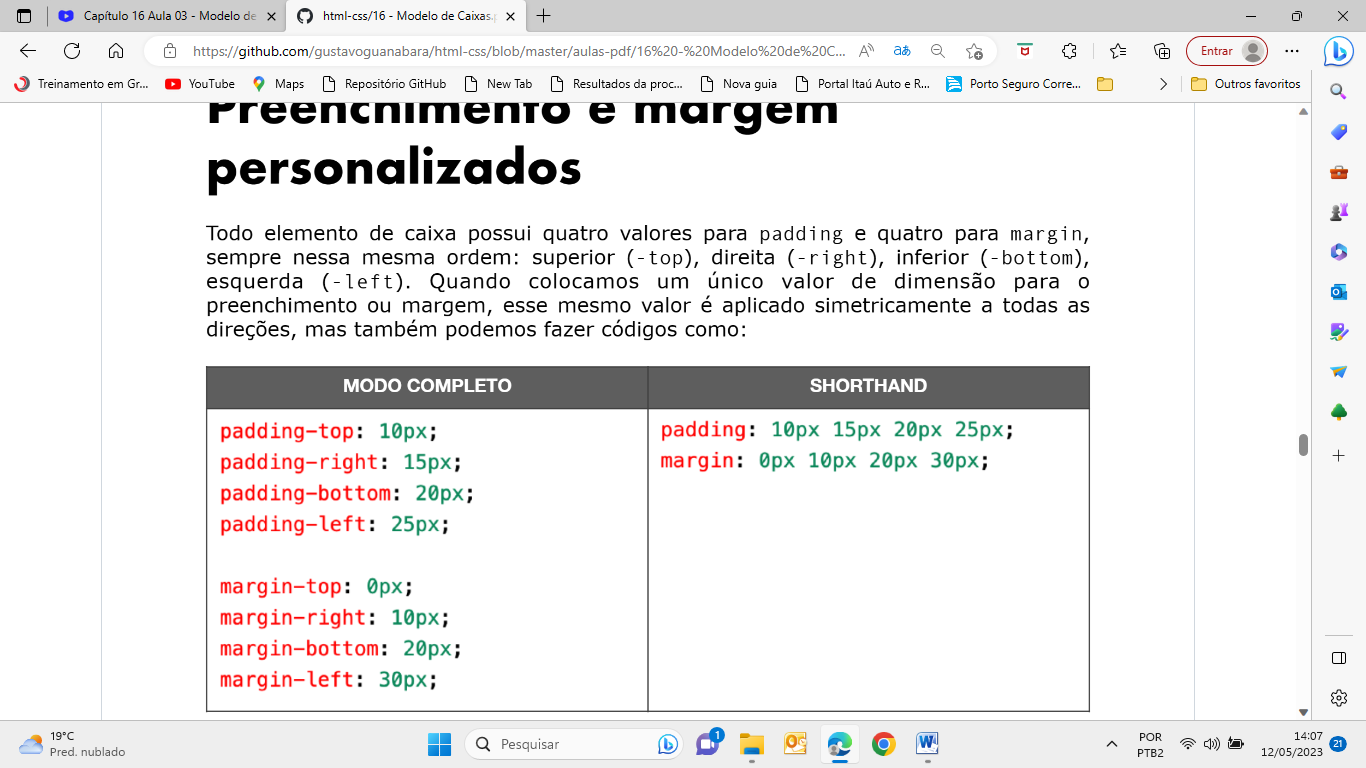 Capítulo 16 Aula 03 - Modelo de
html-css/16 - Modelo de Caixas.p
https://github.com/gustavoguanabara/html-css/blob/master/aulas-pdf/16%20-%20Modelo%20de%20C...
Entrar
Treinamento em Gr...
YouTube
Maps
Repositório GitHub
New Tab
Resultados da proc...
Nova guia
Portal Itaú Auto e R...
Porto Seguro Corre...
Outros favoritos
Preenchimento e margem
personalizados
Todo elemento de caixa possui quatro valores para padding e quatro para margin,
sempre nessa mesma ordem: superior (-top), direita (-right), inferior (-bottom),
esquerda (-left). Quando colocamos um único valor de dimensão para o
preenchimento ou margem, esse mesmo valor é aplicado simetricamente a todas as
direções, mas também podemos fazer códigos como:
MODO COMPLETO
SHORTHAND
padding-top: 10px;
padding-right: 15px;
padding-bottom: 20px;
padding-left: 25px;
margin-top: 0px;
margin-right: 10px;
margin-bottom: 20px;
margin-left: 30px;
padding: 10px 15px 20px 25px;
margin: 0px 10px 20px 30px;
19°C
Pred. nublado
Pesquisar
1
POR
PTB2
14:07
12/05/2023
21